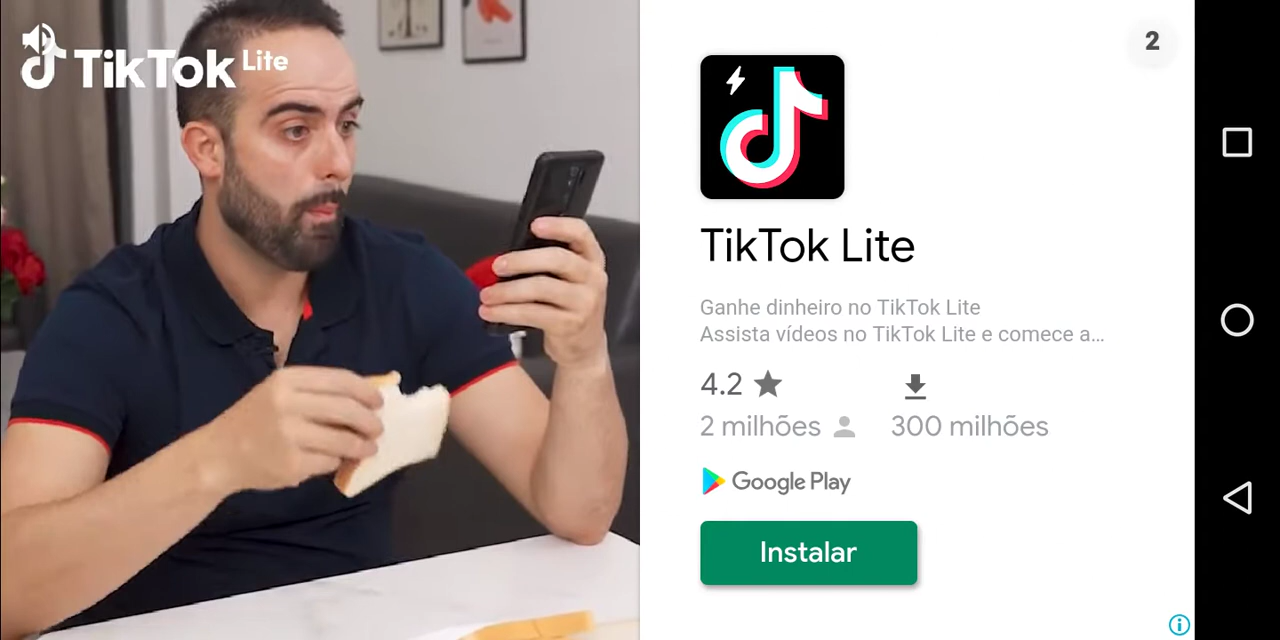 TikTok Lite
2
TikTok Lite
Ganhe dinheiro no TikTok Lite
Assista vídeos no TikTok Lite e comece a...
4.2
2 milhões
300 milhões
Google Play
Instalar